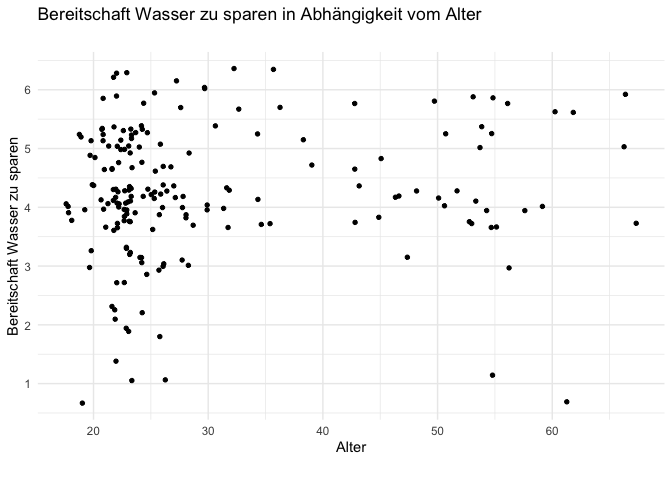 Bereitschaft Wasser zu sparen in Abhängigkeit vom Alter
Bereitschaft Wasser zu sparen
6
5
4
3
2
1
20 30 40 50 60
Alter